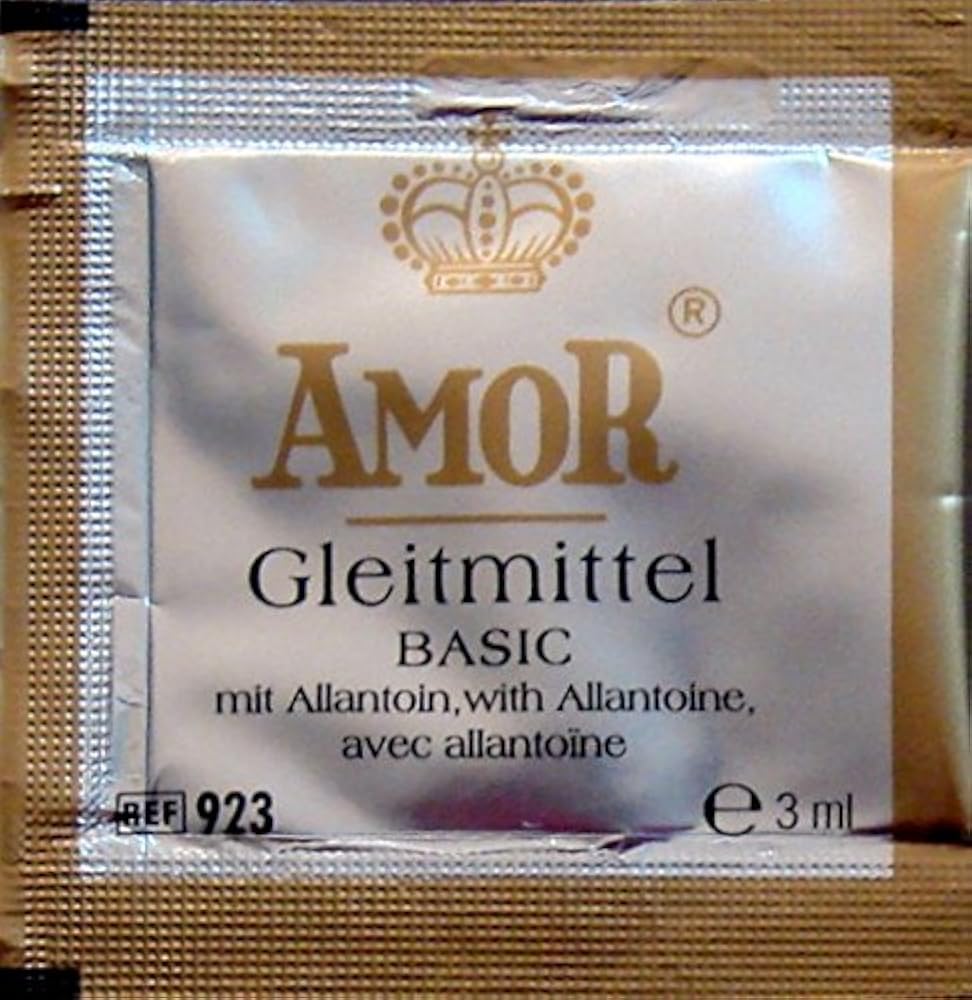 AMOR ®
Gleitmittel
BASIC
mit Allantoin, with Allantoine,
avec allantoïne
REF 923 ℮ 3 ml